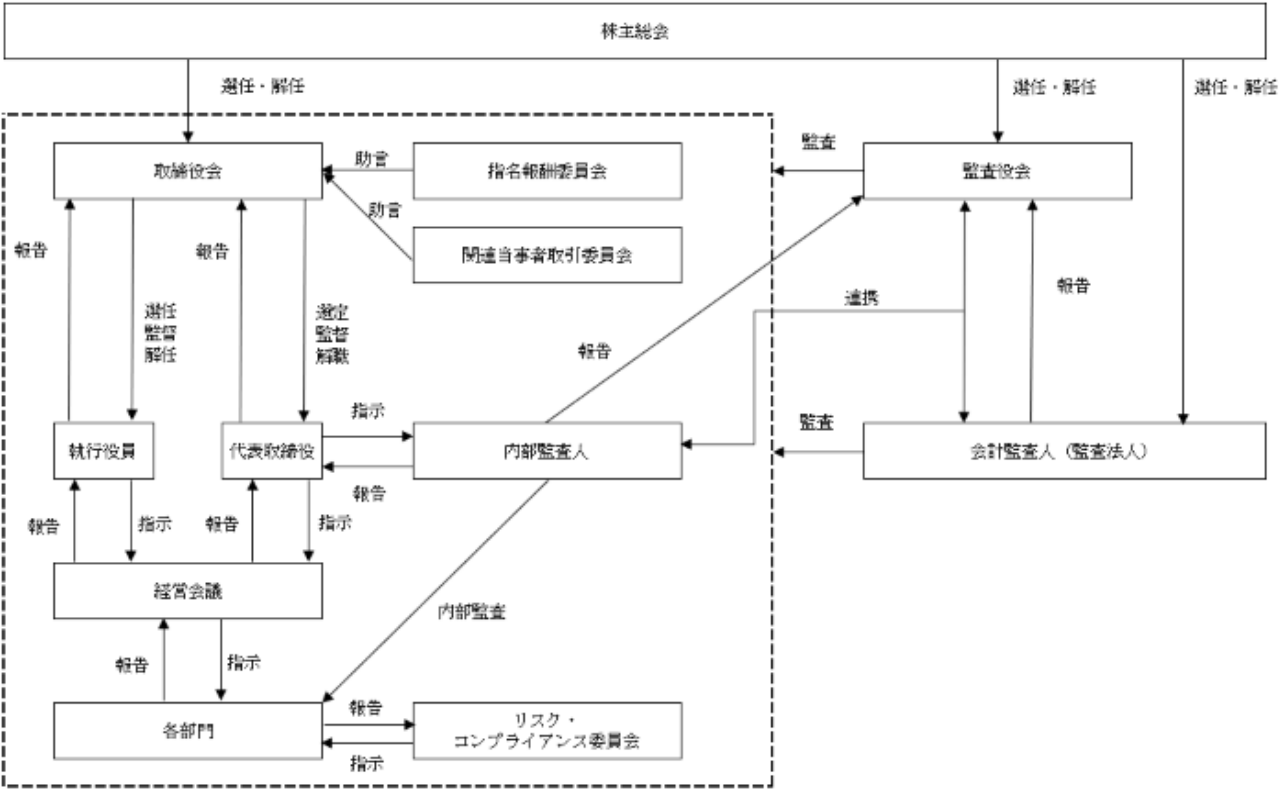 株主総会
選任・解任
選任・解任
選任・解任
取締役会
助言
指名報酬委員会
監査
監査役会
助言
関連当事者取引委員会
報告
報告
報告
選任
監督
解任
選定
監督
解職
連携
報告
指示
執行役員
代表取締役
内部監査人
監査
会計監査人(監査法人)
報告
報告
指示
報告
指示
経営会議
内部監査
報告
指示
各部門
報告
リスク・
コンプライアンス委員会
指示